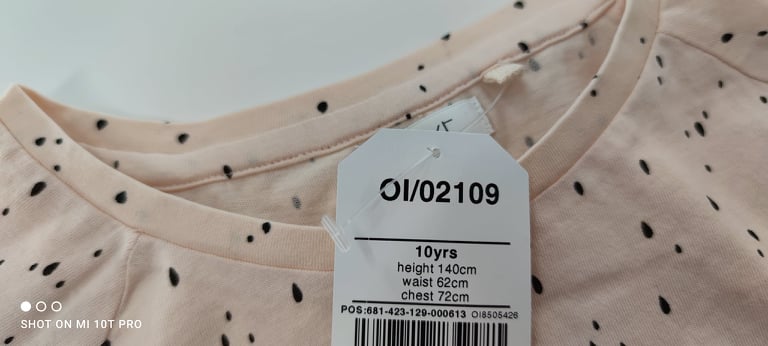 OI/02109
10yrs
height 140cm
waist 62cm
chest 72cm
POS:681-423-129-000613 OI8505426
SHOT ON MI 10T PRO